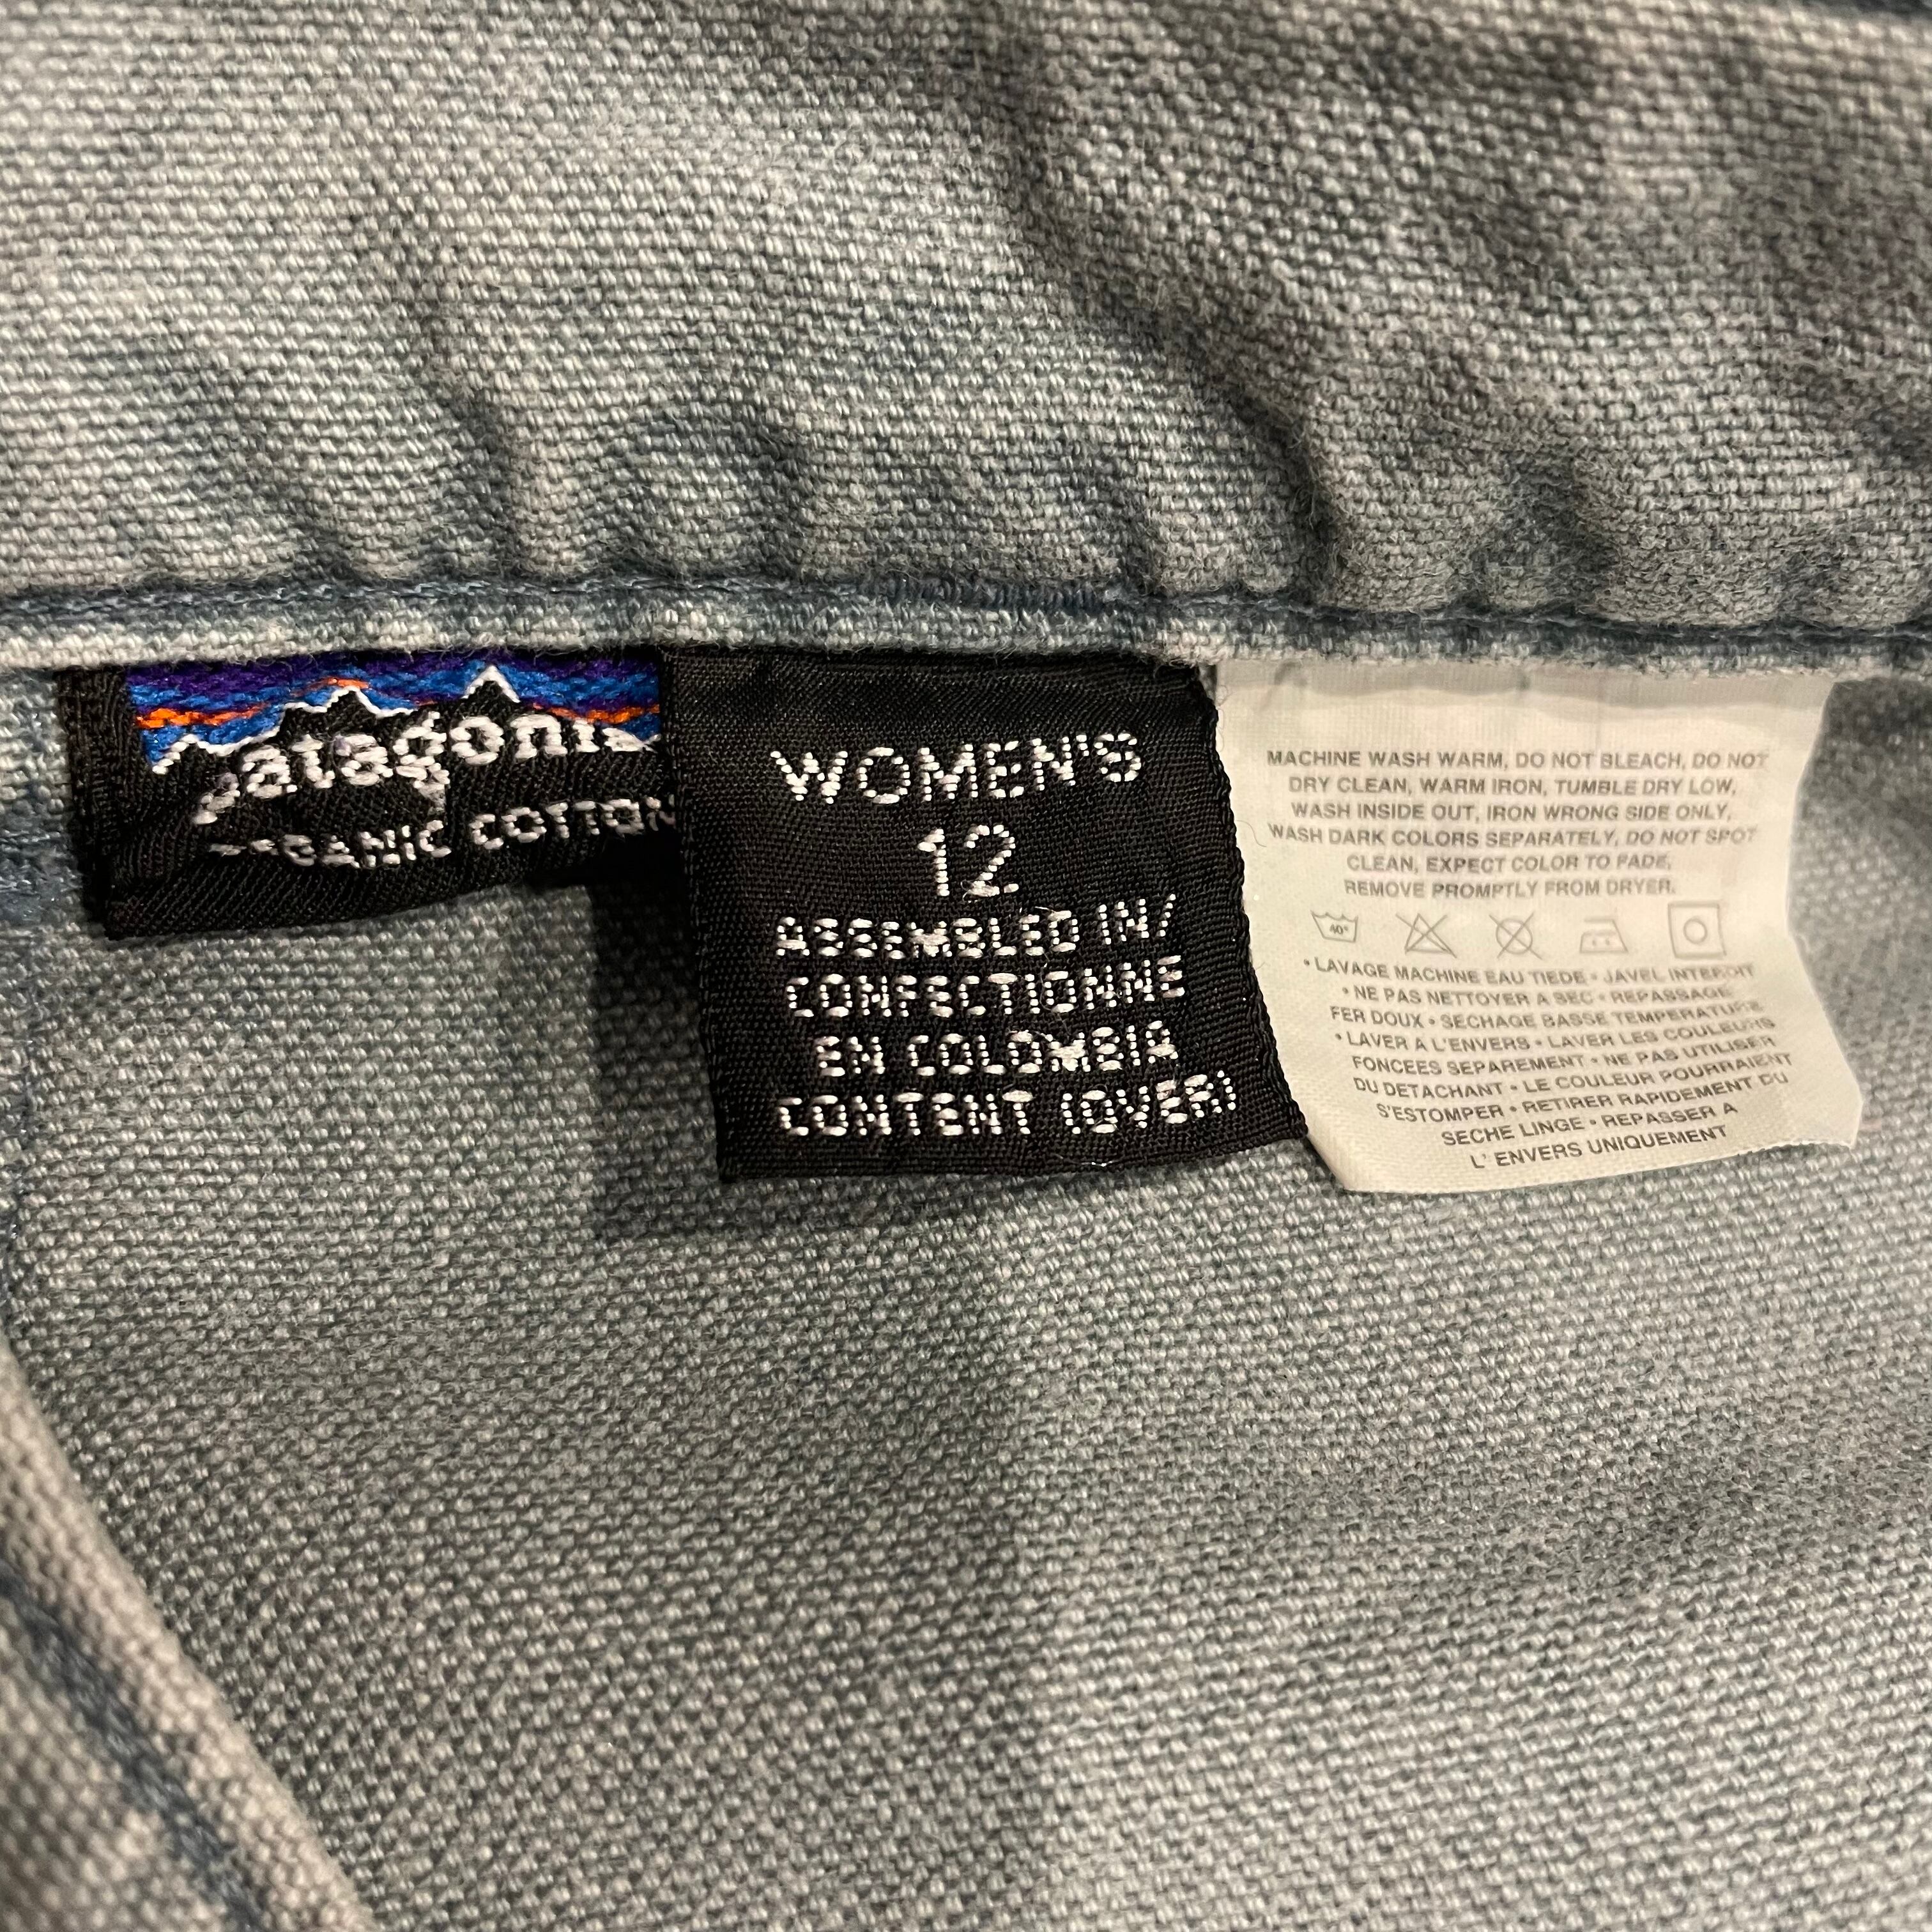 patagonia
ORGANIC COTTON
WOMEN'S
12
ASSEMBLED IN/
CONFECTIONNE
EN COLOMBIA
CONTENT (OVER)
MACHINE WASH WARM, DO NOT BLEACH, DO NOT
DRY CLEAN, WARM IRON, TUMBLE DRY LOW,
WASH INSIDE OUT, IRON WRONG SIDE ONLY,
WASH DARK COLORS SEPARATELY, DO NOT SPOT
CLEAN, EXPECT COLOR TO FADE,
REMOVE PROMPTLY FROM DRYER.
40°
• LAVAGE MACHINE EAU TIEDE • JAVEL INTERDIT
• NE PAS NETTOYER A SEC • REPASSAGE
FER DOUX • SECHAGE BASSE TEMPERATURE
• LAVER A L'ENVERS • LAVER LES COULEURS
FONCEES SEPAREMENT • NE PAS UTILISER
DU DETACHANT • LE COULEUR POURRAIENT
S'ESTOMPER • RETIRER RAPIDEMENT DU
SECHE LINGE • REPASSER A
L' ENVERS UNIQUEMENT